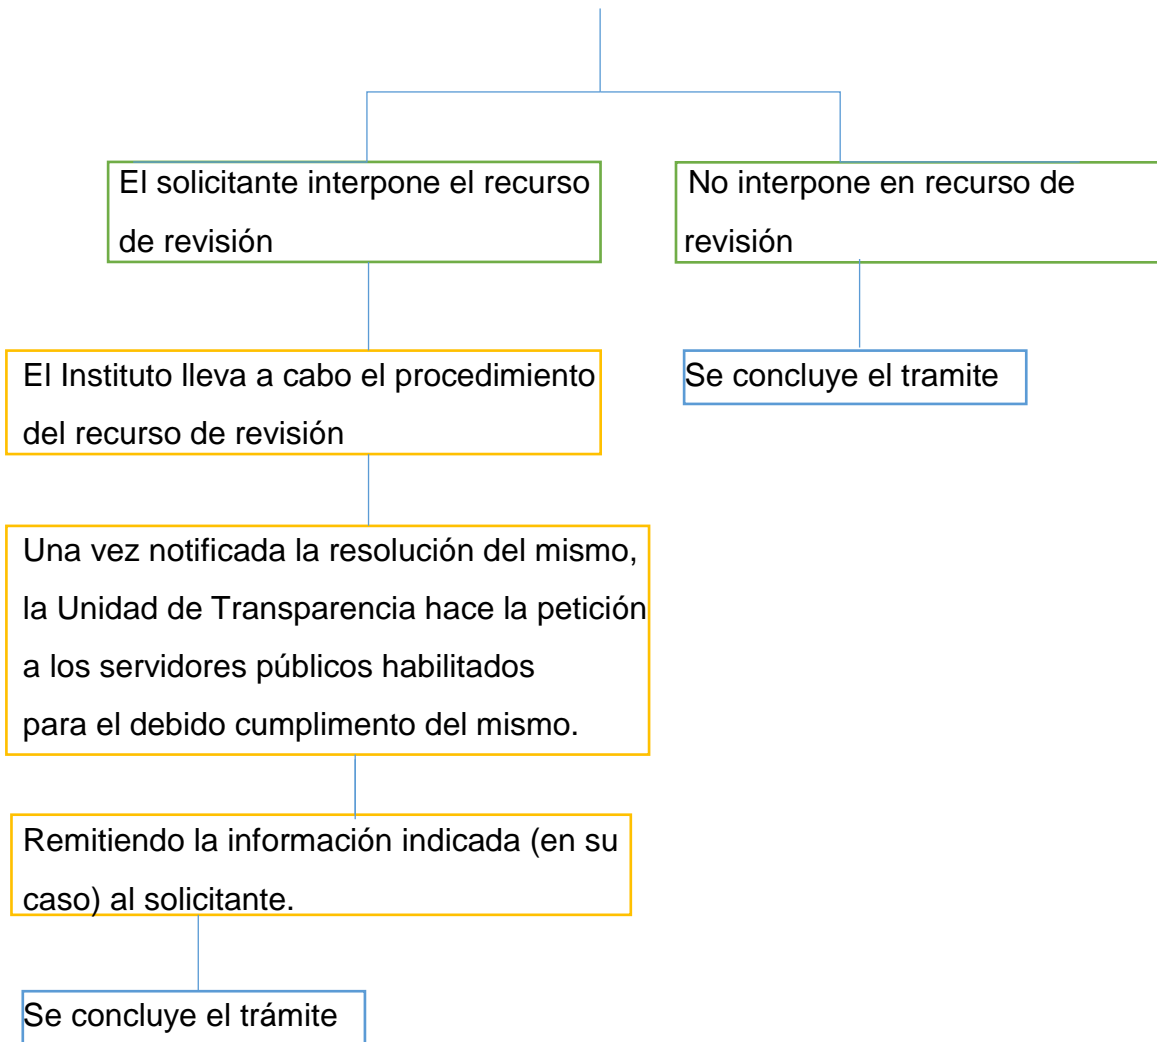 El solicitante interpone el recurso
de revisión
No interpone en recurso de
revisión
El Instituto lleva a cabo el procedimiento
del recurso de revisión
Se concluye el tramite
Una vez notificada la resolución del mismo,
la Unidad de Transparencia hace la petición
a los servidores públicos habilitados
para el debido cumplimento del mismo.
Remitiendo la información indicada (en su
caso) al solicitante.
Se concluye el trámite